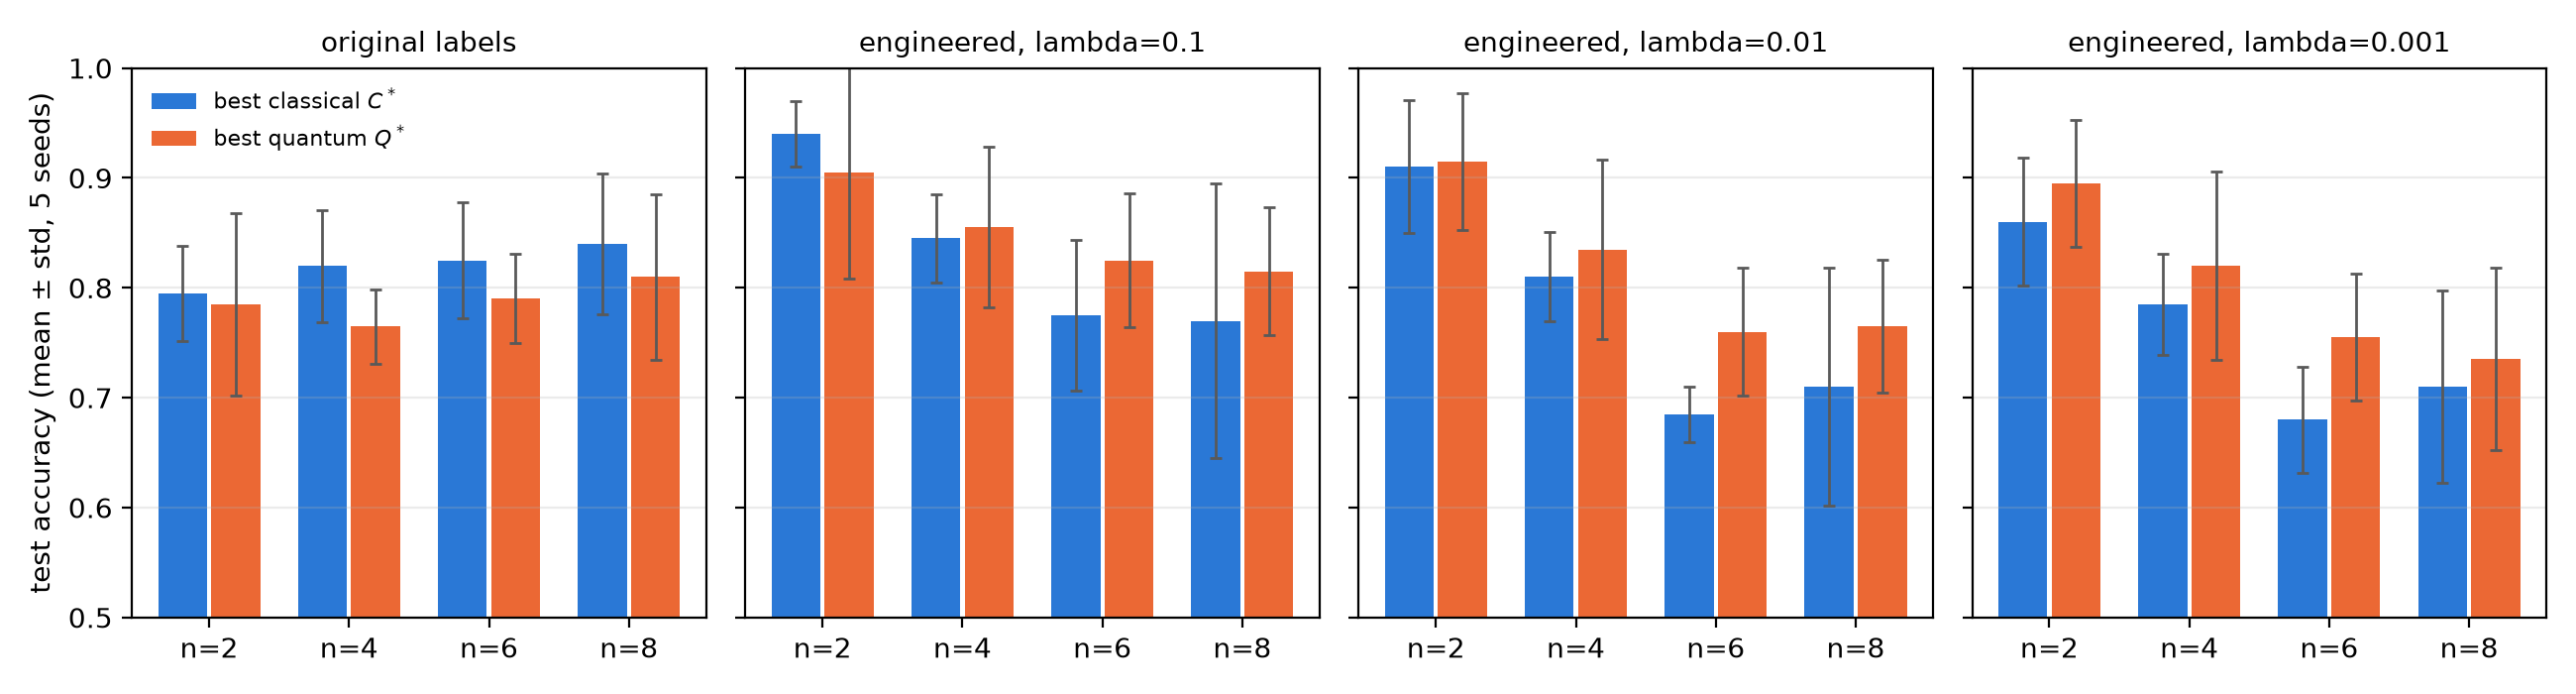 original labels
engineered, lambda=0.1
engineered, lambda=0.01
engineered, lambda=0.001
test accuracy (mean ± std, 5 seeds)
1.0
0.9
0.8
0.7
0.6
0.5
best classical C*
best quantum Q*
n=2 n=4 n=6 n=8
n=2 n=4 n=6 n=8
n=2 n=4 n=6 n=8
n=2 n=4 n=6 n=8